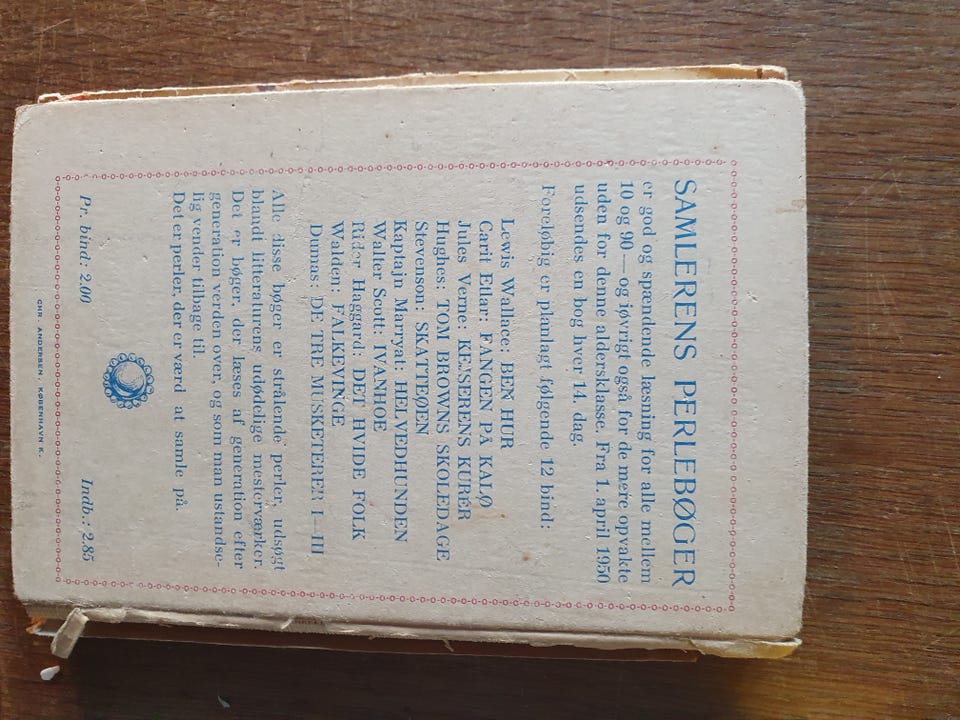 SAMLERENS PERLEBØGER
er god og spændende læsning for alle mellem
10 og 90 — og iøvrigt også for de mere opvakte
uden for denne aldersklasse. Fra 1. april 1950
udsendes en bog hver 14. dag.
Foreløbig er planlagt følgende 12 bind:
Lewis Wallace: BEN HUR
Carit Etlar: FANGEN PÅ KALØ
Jules Verne: KEJSERENS KURÉR
Hughes: TOM BROWNS SKOLEDAGE
Stevenson: SKATTEØEN
Kaptajn Marryat: HELVEDHUNDEN
Walter Scott: IVANHOE
Rider Haggard: DET HVIDE FOLK
Walden: FALKEVINGE
Dumas: DE TRE MUSKETERER I—III
Alle disse bøger er strålende perler, udsøgt
blandt litteraturens udødelige mesterværker.
Det er bøger, der læses af generation efter
generation verden over, og som man ustandse-
lig vender tilbage til.
Det er perler, der er værd at samle på.
Pr. bind: 2.00 Indb.: 2.85
CHR. ANDERSEN, KØBENHAVN K.